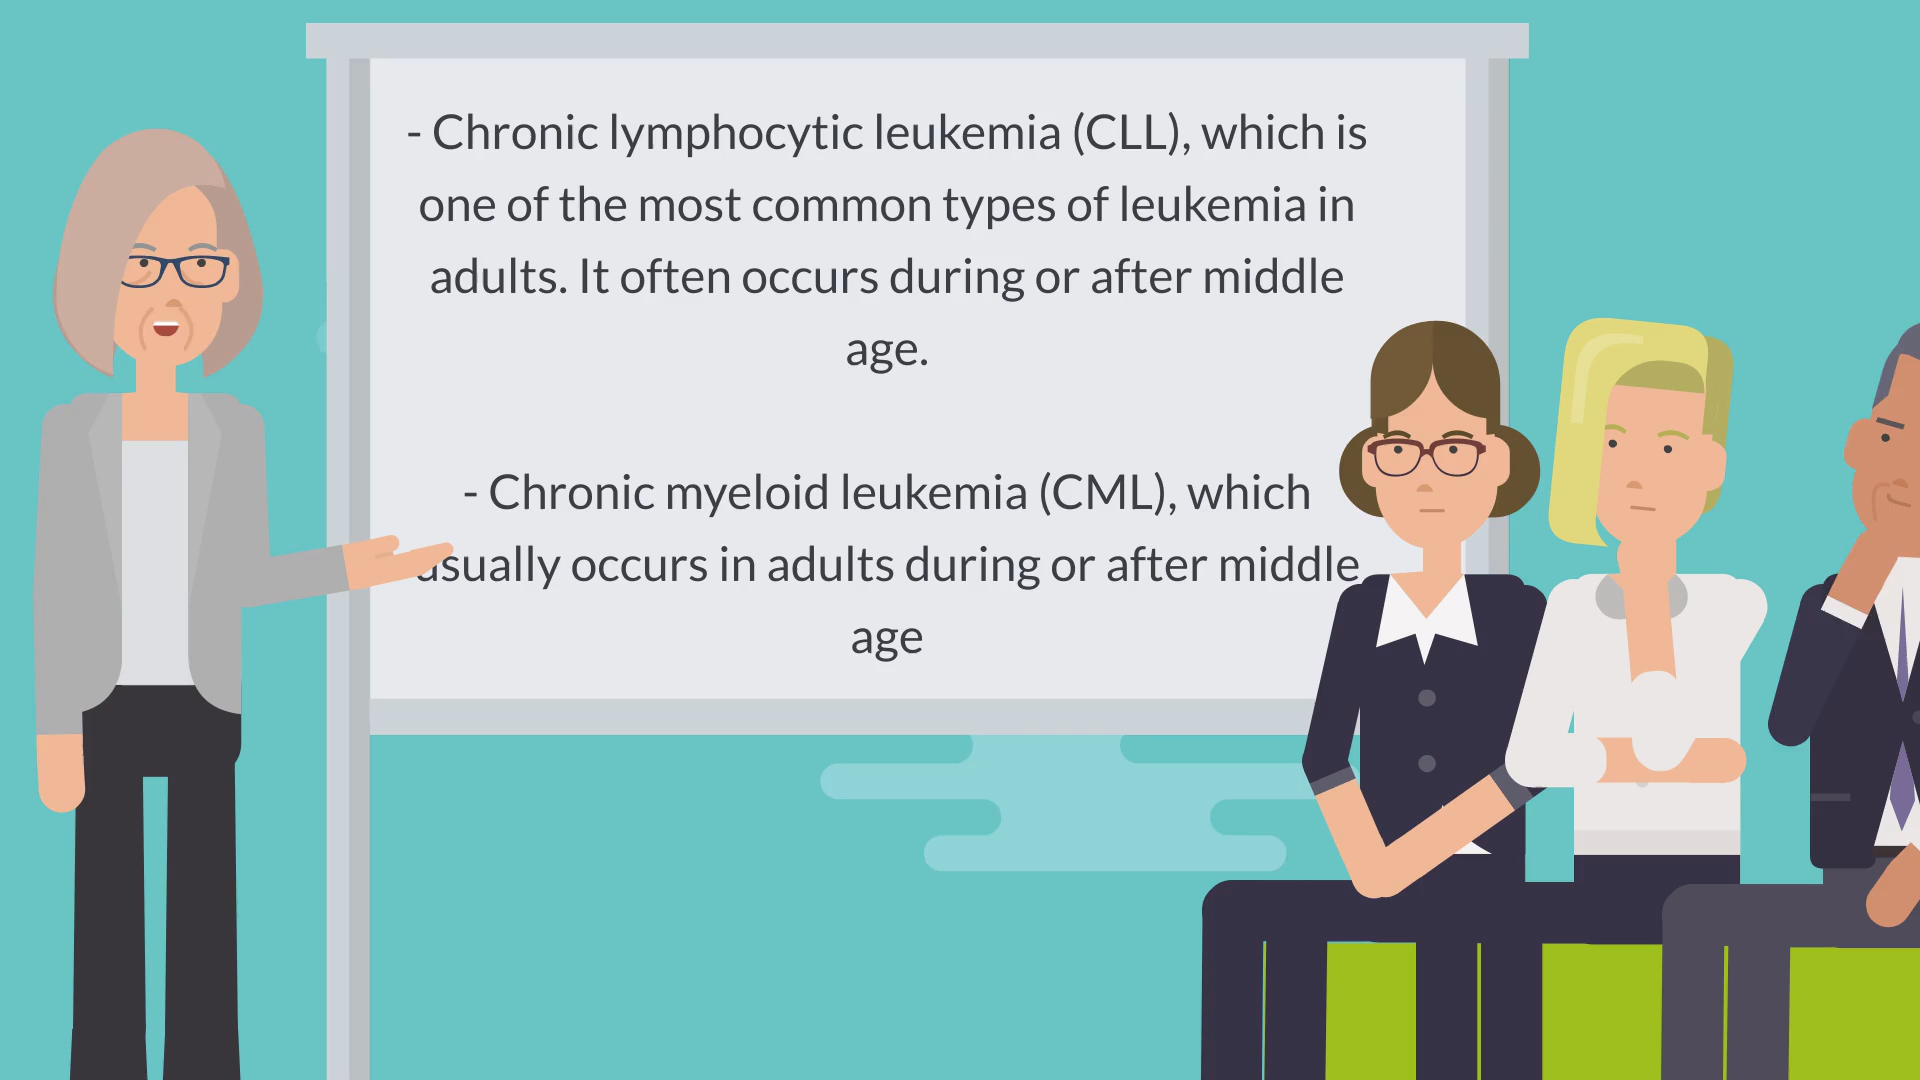 - Chronic lymphocytic leukemia (CLL), which is
one of the most common types of leukemia in
adults. It often occurs during or after middle
age.
- Chronic myeloid leukemia (CML), which
usually occurs in adults during or after middle
age